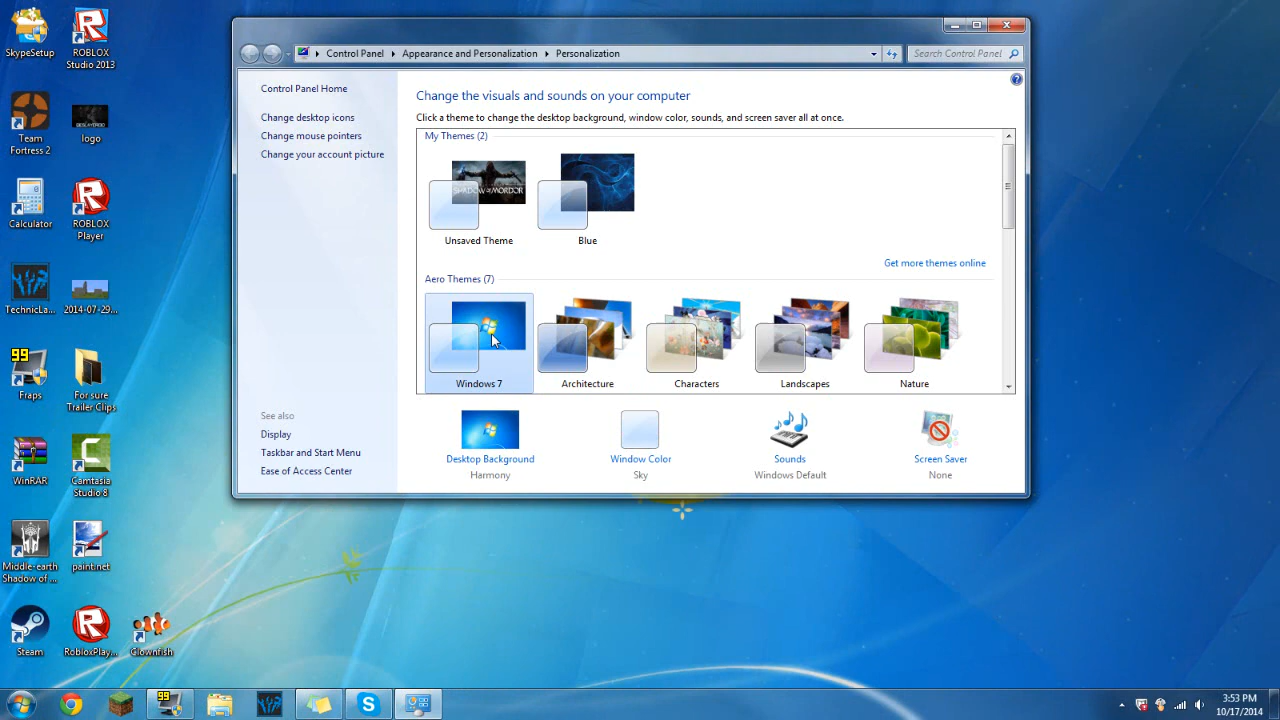 SkypeSetup
ROBLOX
Studio 2013
Team
Fortress 2
logo
Calculator
ROBLOX
Player
TechnicLa...
2014-07-29...
99
Fraps
For sure
Trailer Clips
WinRAR
Camtasia
Studio 8
Middle-earth
Shadow of ...
paint.net
Steam
RobloxPlay...
Clownfish
Control Panel
Appearance and Personalization
Personalization
Search Control Panel
Control Panel Home
Change desktop icons
Change mouse pointers
Change your account picture
See also
Display
Taskbar and Start Menu
Ease of Access Center
Change the visuals and sounds on your computer
Click a theme to change the desktop background, window color, sounds, and screen saver all at once.
My Themes (2)
SHADOW OF MORDOR
Unsaved Theme
Blue
Get more themes online
Aero Themes (7)
Windows 7
Architecture
Characters
Landscapes
Nature
Desktop Background
Harmony
Window Color
Sky
Sounds
Windows Default
Screen Saver
None
99
3:53 PM
10/17/2014